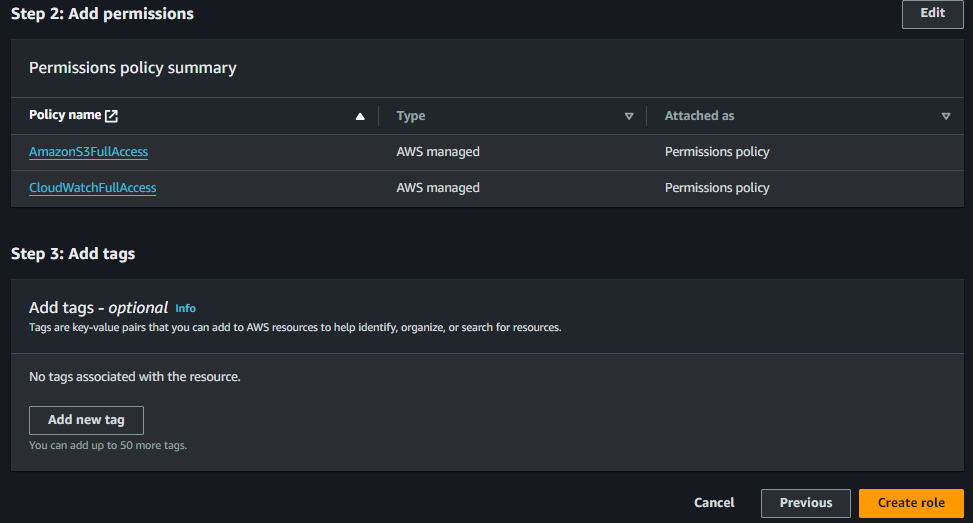 Step 2: Add permissions
Edit
Permissions policy summary
Policy name Type Attached as
AmazonS3FullAccess AWS managed Permissions policy
CloudWatchFullAccess AWS managed Permissions policy
Step 3: Add tags
Add tags - optional Info
Tags are key-value pairs that you can add to AWS resources to help identify, organize, or search for resources.
No tags associated with the resource.
Add new tag
You can add up to 50 more tags.
Cancel Previous Create role